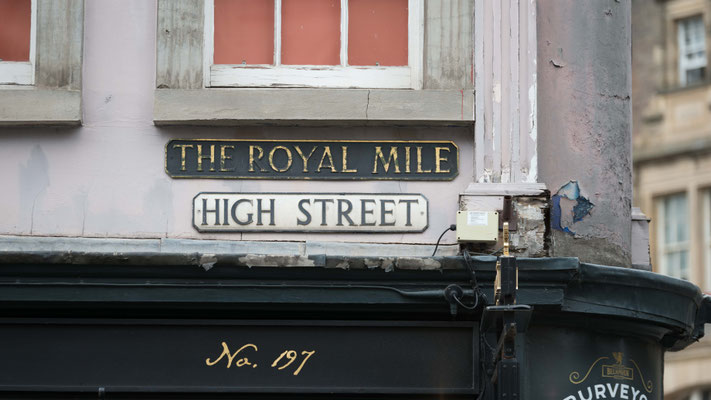 THE ROYAL MILE
HIGH STREET
No. 197